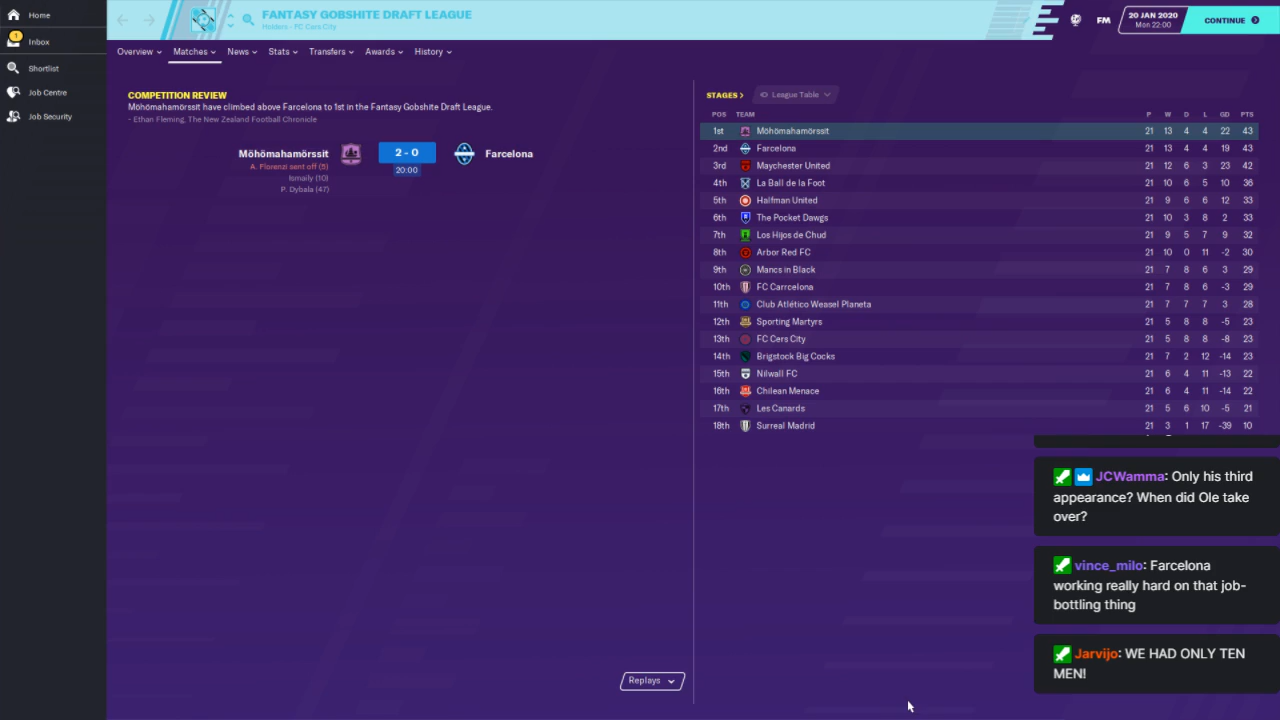 Home
Inbox
1
Shortlist
Job Centre
Job Security
FANTASY GOBSHITE DRAFT LEAGUE
Holders - FC Cers City
FM
20 JAN 2020
Mon 22:00
CONTINUE
Overview
Matches
News
Stats
Transfers
Awards
History
COMPETITION REVIEW
Möhömahamörssit have climbed above Farcelona to 1st in the Fantasy Gobshite Draft League.
- Ethan Fleming, The New Zealand Football Chronicle
Möhömahamörssit 2 - 0 Farcelona
20:00
A. Florenzi sent off (5)
Ismaily (10)
P. Dybala (47)
Replays
STAGES > League Table
POS TEAM P W D L GD PTS
1st Möhömahamörssit 21 13 4 4 22 43
2nd Farcelona 21 13 4 4 19 43
3rd Maychester United 21 12 6 3 23 42
4th La Ball de la Foot 21 10 6 5 10 36
5th Halfman United 21 9 6 6 12 33
6th The Pocket Dawgs 21 10 3 8 2 33
7th Los Hijos de Chud 21 9 5 7 9 32
8th Arbor Red FC 21 10 0 11 -2 30
9th Mancs in Black 21 7 8 6 3 29
10th FC Carrcelona 21 7 8 6 -3 29
11th Club Atlético Weasel Planeta 21 7 7 7 3 28
12th Sporting Martyrs 21 5 8 8 -5 23
13th FC Cers City 21 5 8 8 -8 23
14th Brigstock Big Cocks 21 7 2 12 -14 23
15th Nilwall FC 21 6 4 11 -13 22
16th Chilean Menace 21 6 4 11 -14 22
17th Les Canards 21 5 6 10 -5 21
18th Surreal Madrid 21 3 1 17 -39 10
JCWamma: Only his third
appearance? When did Ole take
over?
vince_milo: Farcelona
working really hard on that job-
bottling thing
Jarvijo: WE HAD ONLY TEN
MEN!